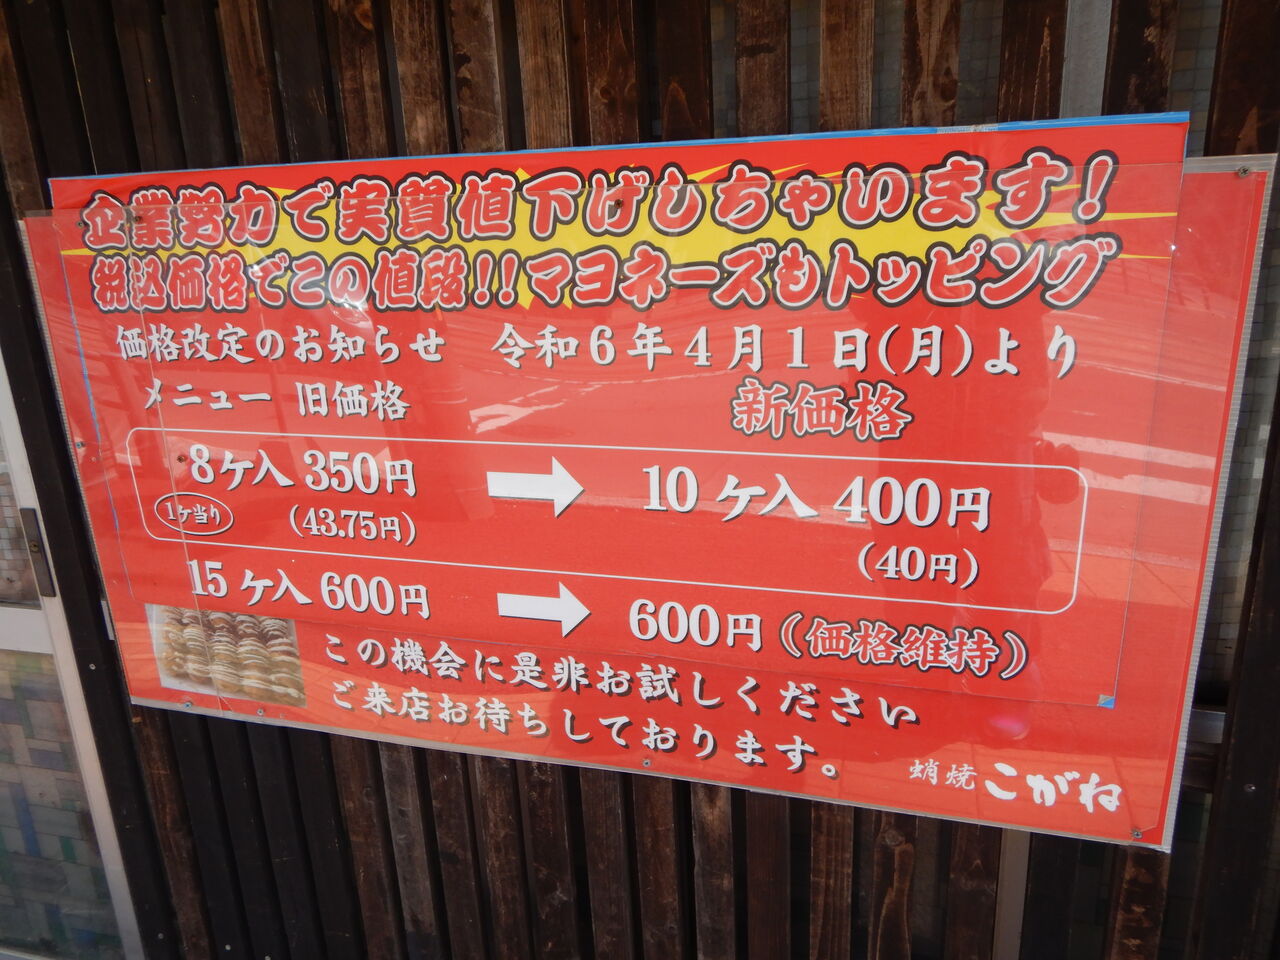 企業努力で実質値下げしちゃいます!
税込価格でこの値段!!マヨネーズもトッピング
価格改定のお知らせ 令和6年4月1日(月)より
メニュー 旧価格 新価格
8ヶ入 350円 → 10ヶ入 400円
1ヶ当り (43.75円) (40円)
15ヶ入 600円 → 600円(価格維持)
この機会に是非お試しください
ご来店お待ちしております。
蛸焼 こがね